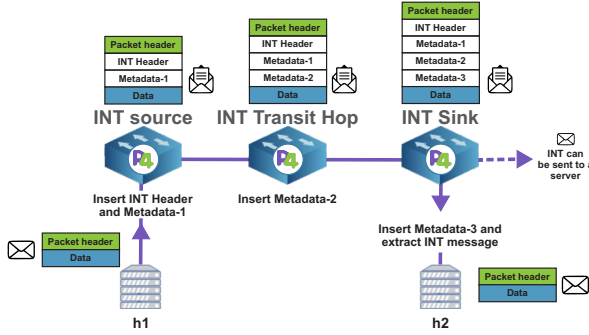 Packet header
INT Header
Metadata-1
Data
Packet header
INT Header
Metadata-1
Metadata-2
Data
Packet header
INT Header
Metadata-1
Metadata-2
Metadata-3
Data
INT source
INT Transit Hop
INT Sink
P4
P4
P4
INT can
be sent to a
server
Insert INT Header
and Metadata-1
Insert Metadata-2
Insert Metadata-3 and
extract INT message
Packet header
Data
Packet header
Data
h1
h2